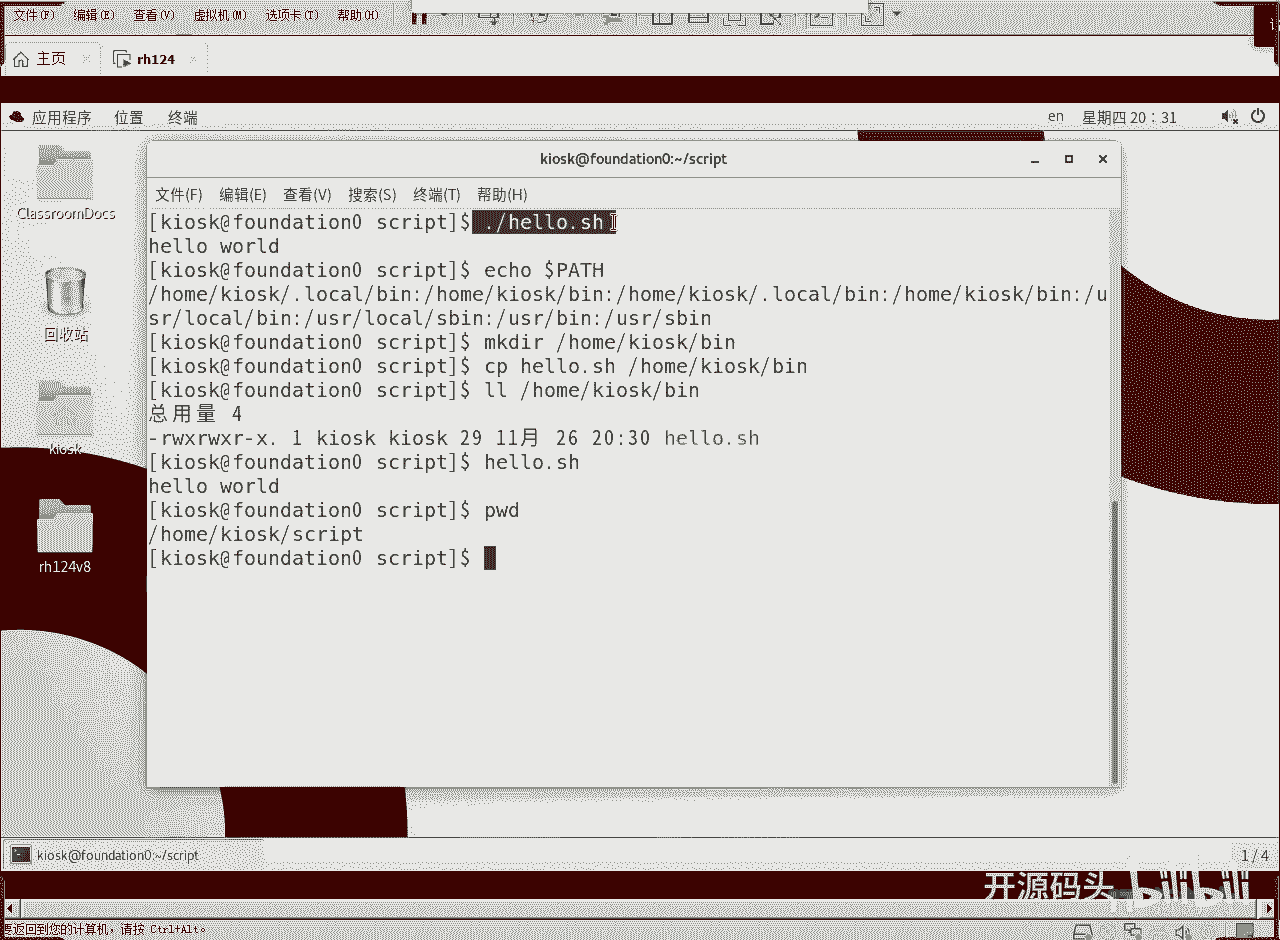 文件(F) 编辑(E) 查看(V) 虚拟机(M) 选项卡(T) 帮助(H)
主页 rh124
应用程序 位置 终端 en 星期四 20：31
ClassroomDocs
回收站
kiosk
rh124v8
kiosk@foundation0:~/script
文件(F) 编辑(E) 查看(V) 搜索(S) 终端(T) 帮助(H)
[kiosk@foundation0 script]$ ./hello.sh
hello world
[kiosk@foundation0 script]$ echo $PATH
/home/kiosk/.local/bin:/home/kiosk/bin:/home/kiosk/.local/bin:/home/kiosk/bin:/u
sr/local/bin:/usr/local/sbin:/usr/bin:/usr/sbin
[kiosk@foundation0 script]$ mkdir /home/kiosk/bin
[kiosk@foundation0 script]$ cp hello.sh /home/kiosk/bin
[kiosk@foundation0 script]$ ll /home/kiosk/bin
总用量 4
-rwxrwxr-x. 1 kiosk kiosk 29 11月 26 20:30 hello.sh
[kiosk@foundation0 script]$ hello.sh
hello world
[kiosk@foundation0 script]$ pwd
/home/kiosk/script
[kiosk@foundation0 script]$
kiosk@foundation0:~/script
1 / 4
开源码头 bilibili
要返回到您的计算机，请按 Ctrl+Alt。